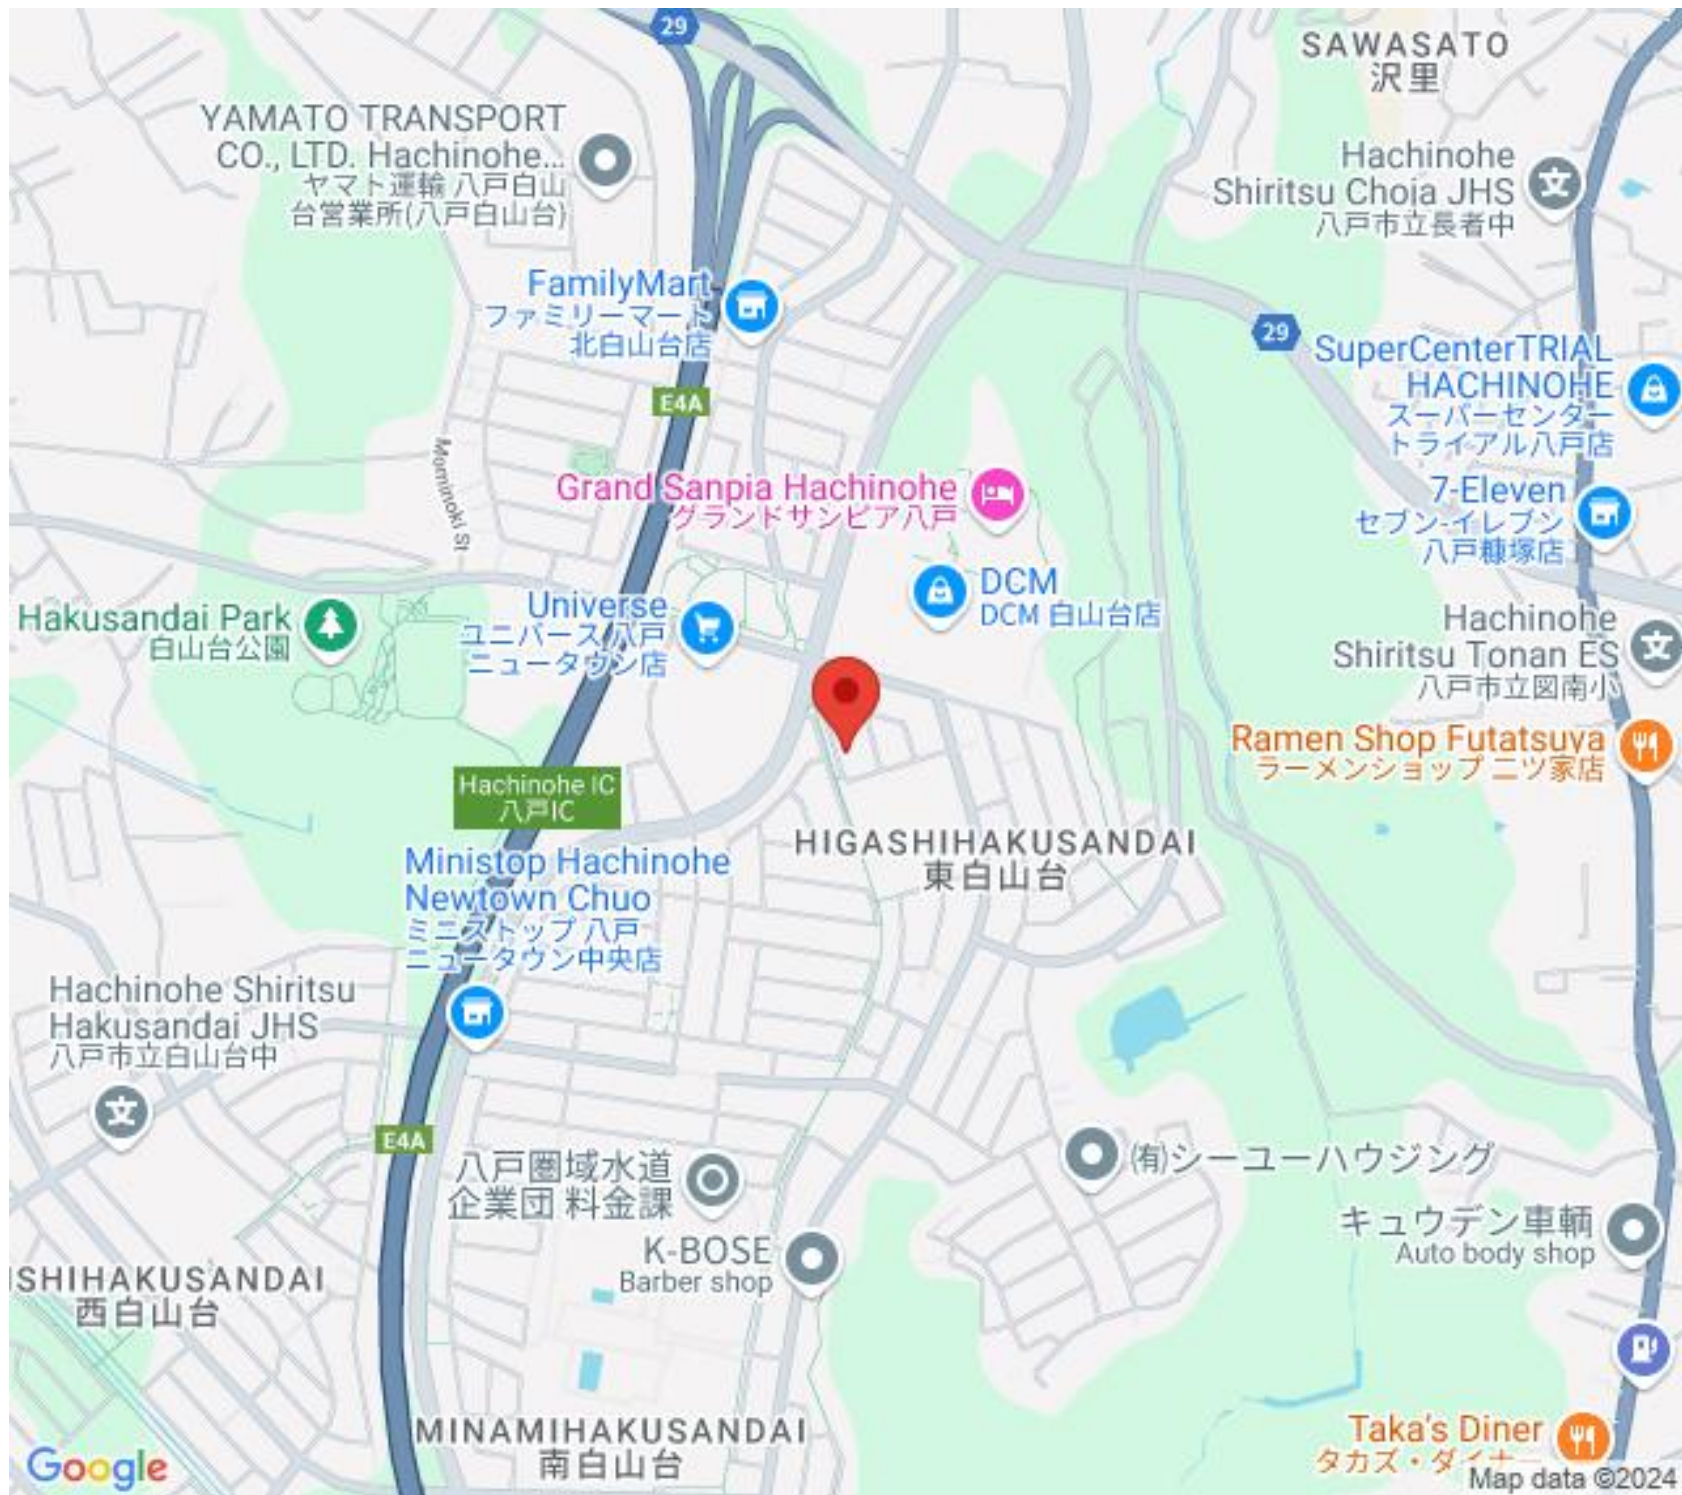 29
SAWASATO
沢里
YAMATO TRANSPORT
CO., LTD. Hachinohe...
ヤマト運輸 八戸白山
台営業所(八戸白山台)
Hachinohe
Shiritsu Choja JHS
八戸市立長者中
FamilyMart
ファミリーマート
北白山台店
29
SuperCenterTRIAL
HACHINOHE
スーパーセンター
トライアル八戸店
E4A
Mominoki St
Grand Sanpia Hachinohe
グランドサンピア八戸
7-Eleven
セブン-イレブン
八戸糠塚店
DCM
DCM 白山台店
Hakusandai Park
白山台公園
Universe
ユニバース 八戸
ニュータウン店
Hachinohe
Shiritsu Tonan ES
八戸市立図南小
Ramen Shop Futatsuya
ラーメンショップ 二ツ家店
Hachinohe IC
八戸IC
HIGASHIHAKUSANDAI
東白山台
Ministop Hachinohe
Newtown Chuo
ミニストップ 八戸
ニュータウン中央店
Hachinohe Shiritsu
Hakusandai JHS
八戸市立白山台中
E4A
八戸圏域水道
企業団 料金課
(有)シーユーハウジング
キュウデン車輌
Auto body shop
K-BOSE
Barber shop
ISHIHAKUSANDAI
西白山台
MINAMIHAKUSANDAI
南白山台
Taka's Diner
タカズ・ダイナー
Google
Map data ©2024